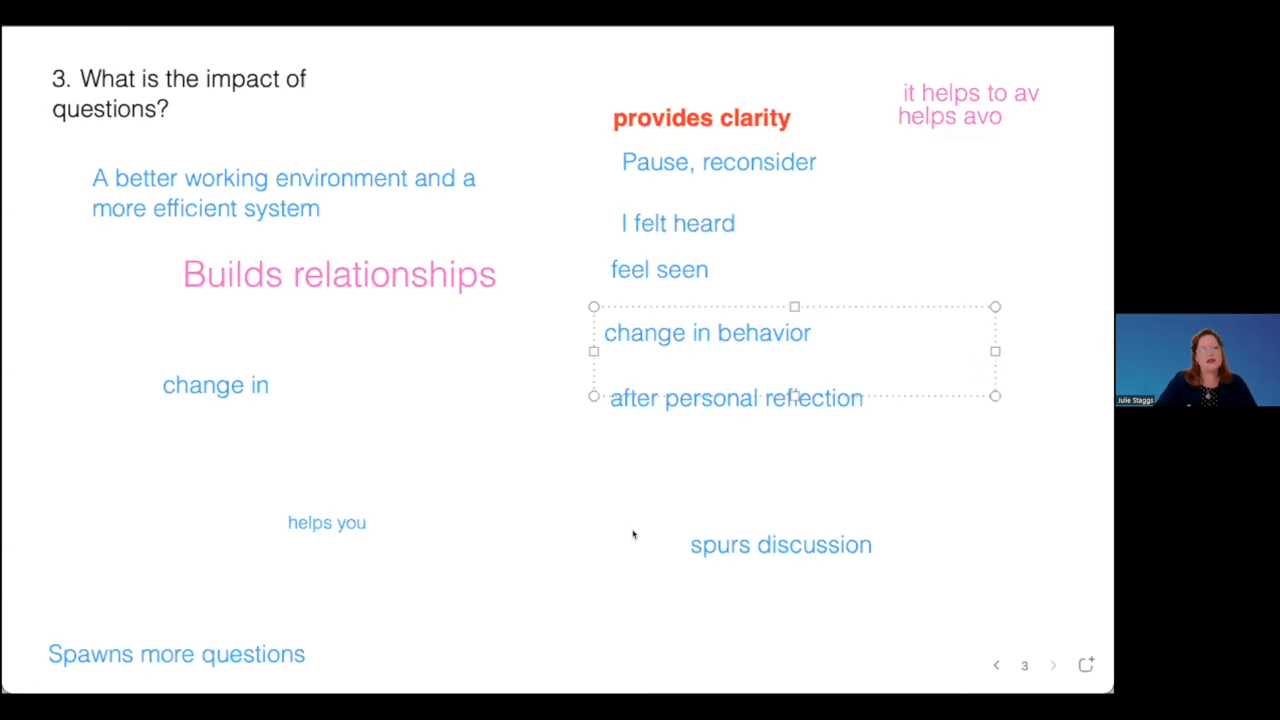 3. What is the impact of
questions?
it helps to av
helps avo
provides clarity
Pause, reconsider
A better working environment and a
more efficient system
I felt heard
Builds relationships
feel seen
change in behavior
change in
after personal reflection
helps you
spurs discussion
Spawns more questions
3
Julie Staggs